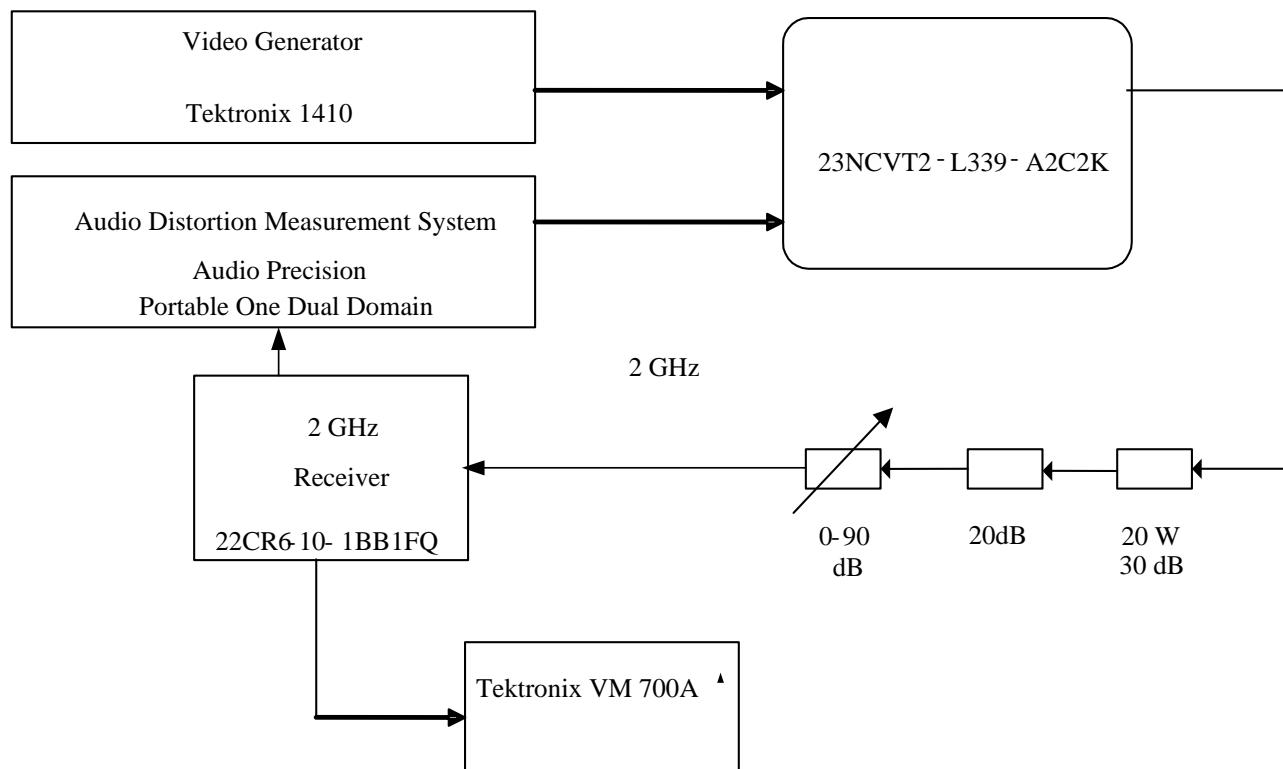 Video Generator
Tektronix 1410
23NCVT2 - L339 - A2C2K
Audio Distortion Measurement System
Audio Precision
Portable One Dual Domain
2 GHz
2 GHz
Receiver
22CR6-10- 1BB1FQ
0-90
dB
20dB
20 W
30 dB
Tektronix VM 700A